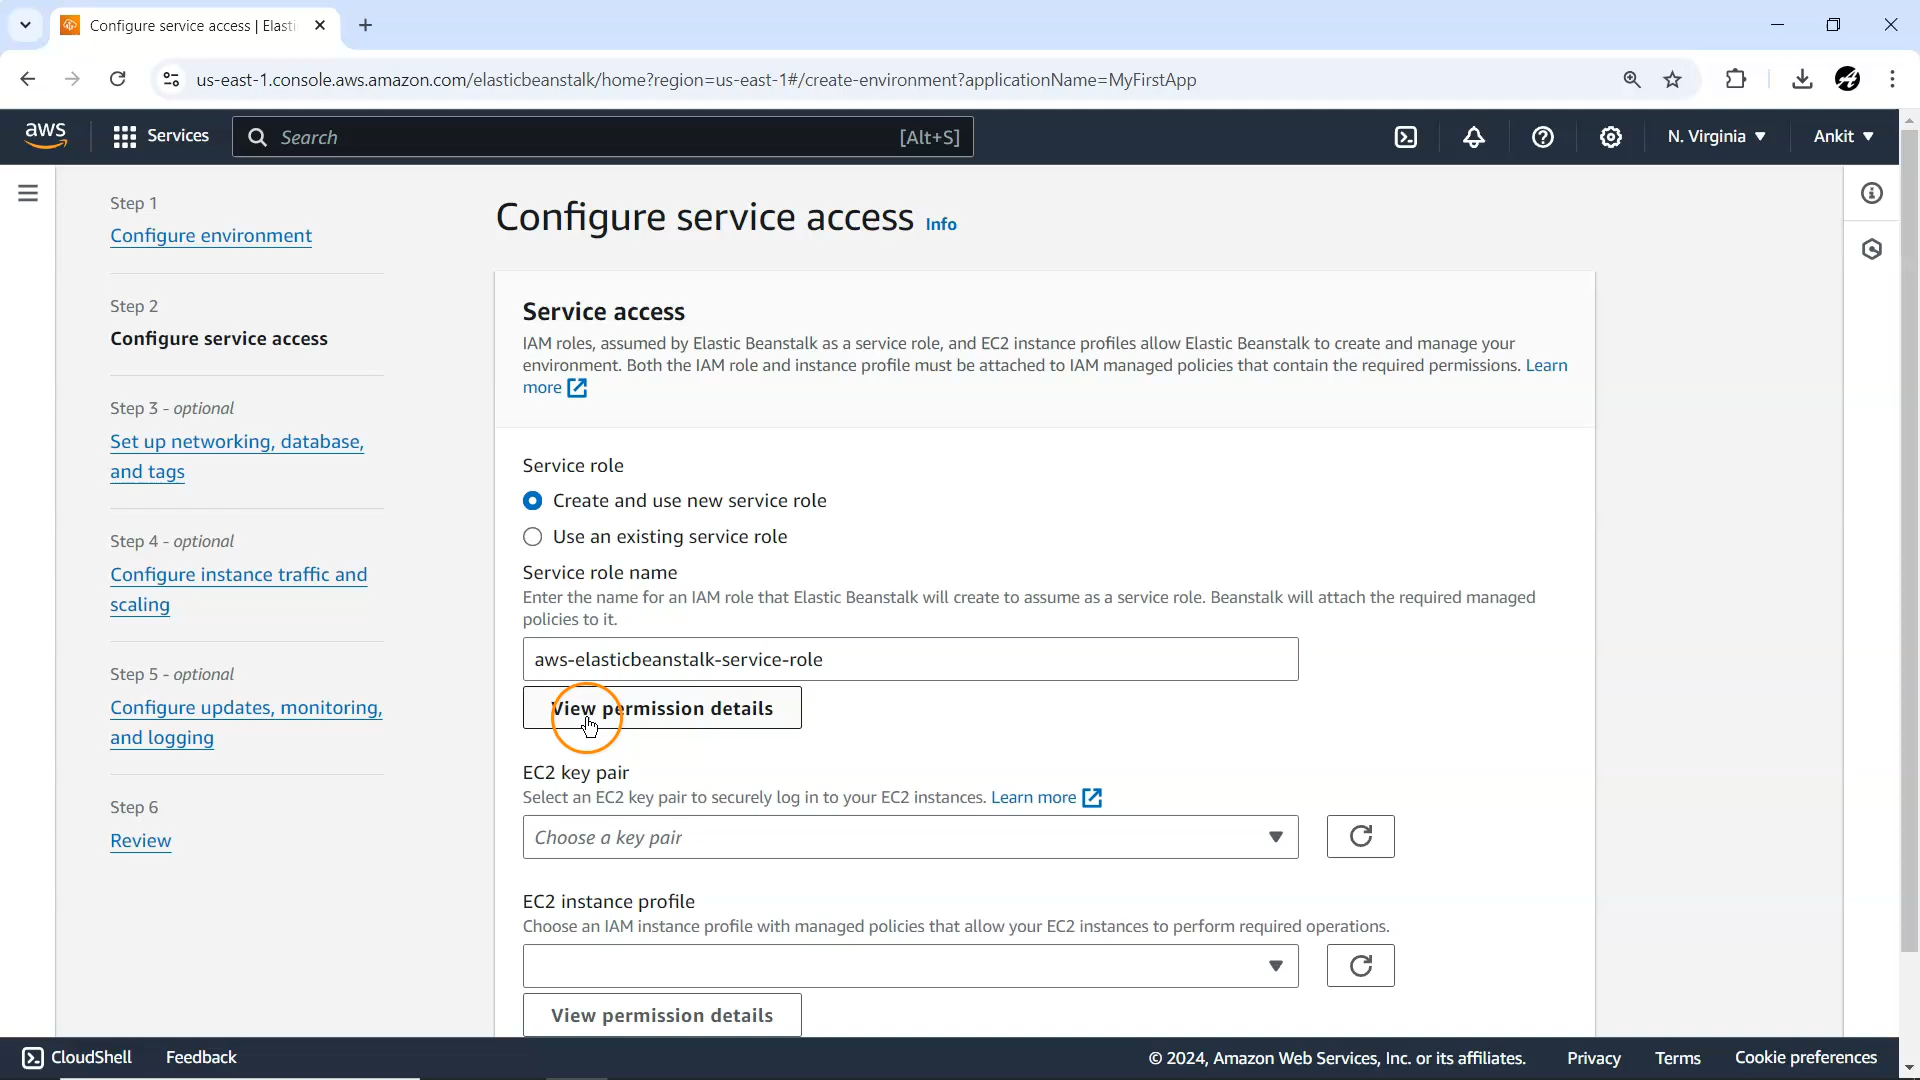 Configure service access | Elasti
us-east-1.console.aws.amazon.com/elasticbeanstalk/home?region=us-east-1#/create-environment?applicationName=MyFirstApp
aws
Services
Search
[Alt+S]
N. Virginia
Ankit
Step 1
Configure environment
Step 2
Configure service access
Step 3 - optional
Set up networking, database,
and tags
Step 4 - optional
Configure instance traffic and
scaling
Step 5 - optional
Configure updates, monitoring,
and logging
Step 6
Review
Configure service access Info
Service access
IAM roles, assumed by Elastic Beanstalk as a service role, and EC2 instance profiles allow Elastic Beanstalk to create and manage your
environment. Both the IAM role and instance profile must be attached to IAM managed policies that contain the required permissions. Learn
more
Service role
Create and use new service role
Use an existing service role
Service role name
Enter the name for an IAM role that Elastic Beanstalk will create to assume as a service role. Beanstalk will attach the required managed
policies to it.
aws-elasticbeanstalk-service-role
View permission details
EC2 key pair
Select an EC2 key pair to securely log in to your EC2 instances. Learn more
Choose a key pair
EC2 instance profile
Choose an IAM instance profile with managed policies that allow your EC2 instances to perform required operations.
View permission details
CloudShell
Feedback
© 2024, Amazon Web Services, Inc. or its affiliates.
Privacy
Terms
Cookie preferences